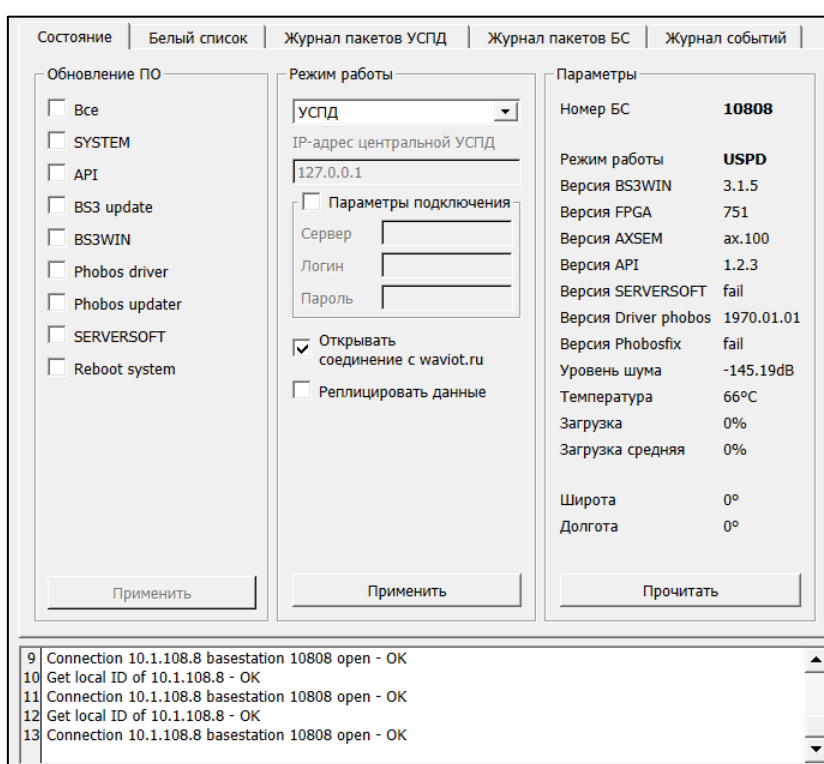 Состояние
Белый список
Журнал пакетов УСПД
Журнал пакетов БС
Журнал событий
Обновление ПО
Все
SYSTEM
API
BS3 update
BS3WIN
Phobos driver
Phobos updater
SERVERSOFT
Reboot system
Применить
Режим работы
УСПД
IP-адрес центральной УСПД
127.0.0.1
Параметры подключения
Сервер
Логин
Пароль
Открывать
соединение с waviot.ru
Реплицировать данные
Применить
Параметры
Номер БС 10808
Режим работы USPD
Версия BS3WIN 3.1.5
Версия FPGA 751
Версия AXSEM ax.100
Версия API 1.2.3
Версия SERVERSOFT fail
Версия Driver phobos 1970.01.01
Версия Phobosfix fail
Уровень шума -145.19dB
Температура 66ºC
Загрузка 0%
Загрузка средняя 0%
Широта 0º
Долгота 0º
Прочитать
9 Connection 10.1.108.8 basestation 10808 open - OK
10 Get local ID of 10.1.108.8 - OK
11 Connection 10.1.108.8 basestation 10808 open - OK
12 Get local ID of 10.1.108.8 - OK
13 Connection 10.1.108.8 basestation 10808 open - OK